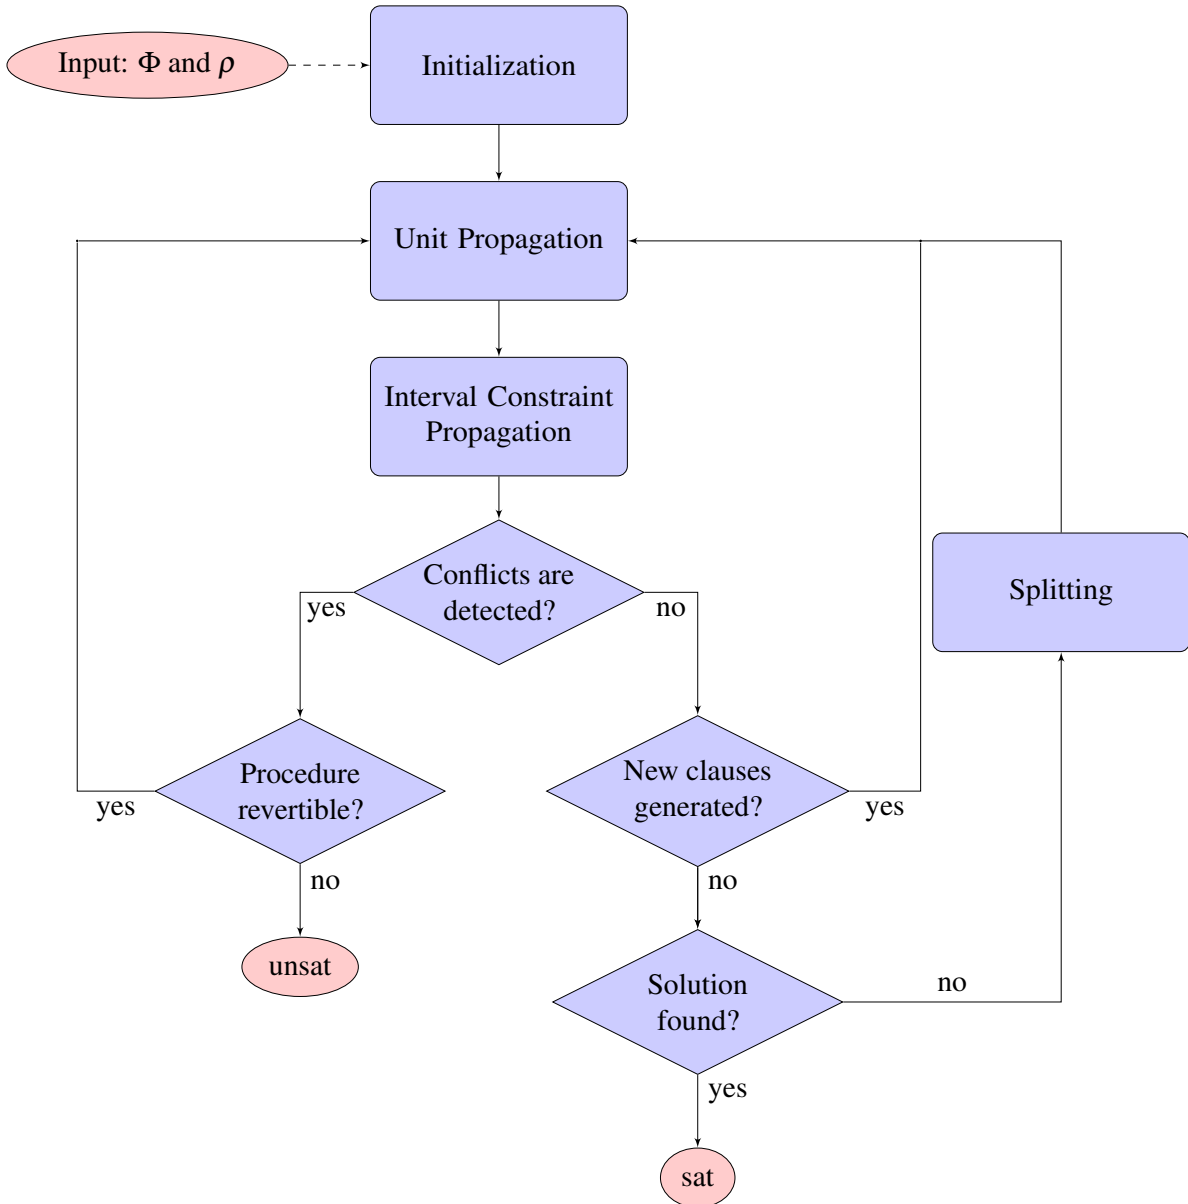 Input: Φ and ρ
Initialization
Unit Propagation
Interval Constraint
Propagation
Conflicts are
detected?
yes
no
Splitting
Procedure
revertible?
yes
no
unsat
New clauses
generated?
yes
no
Solution
found?
no
yes
sat